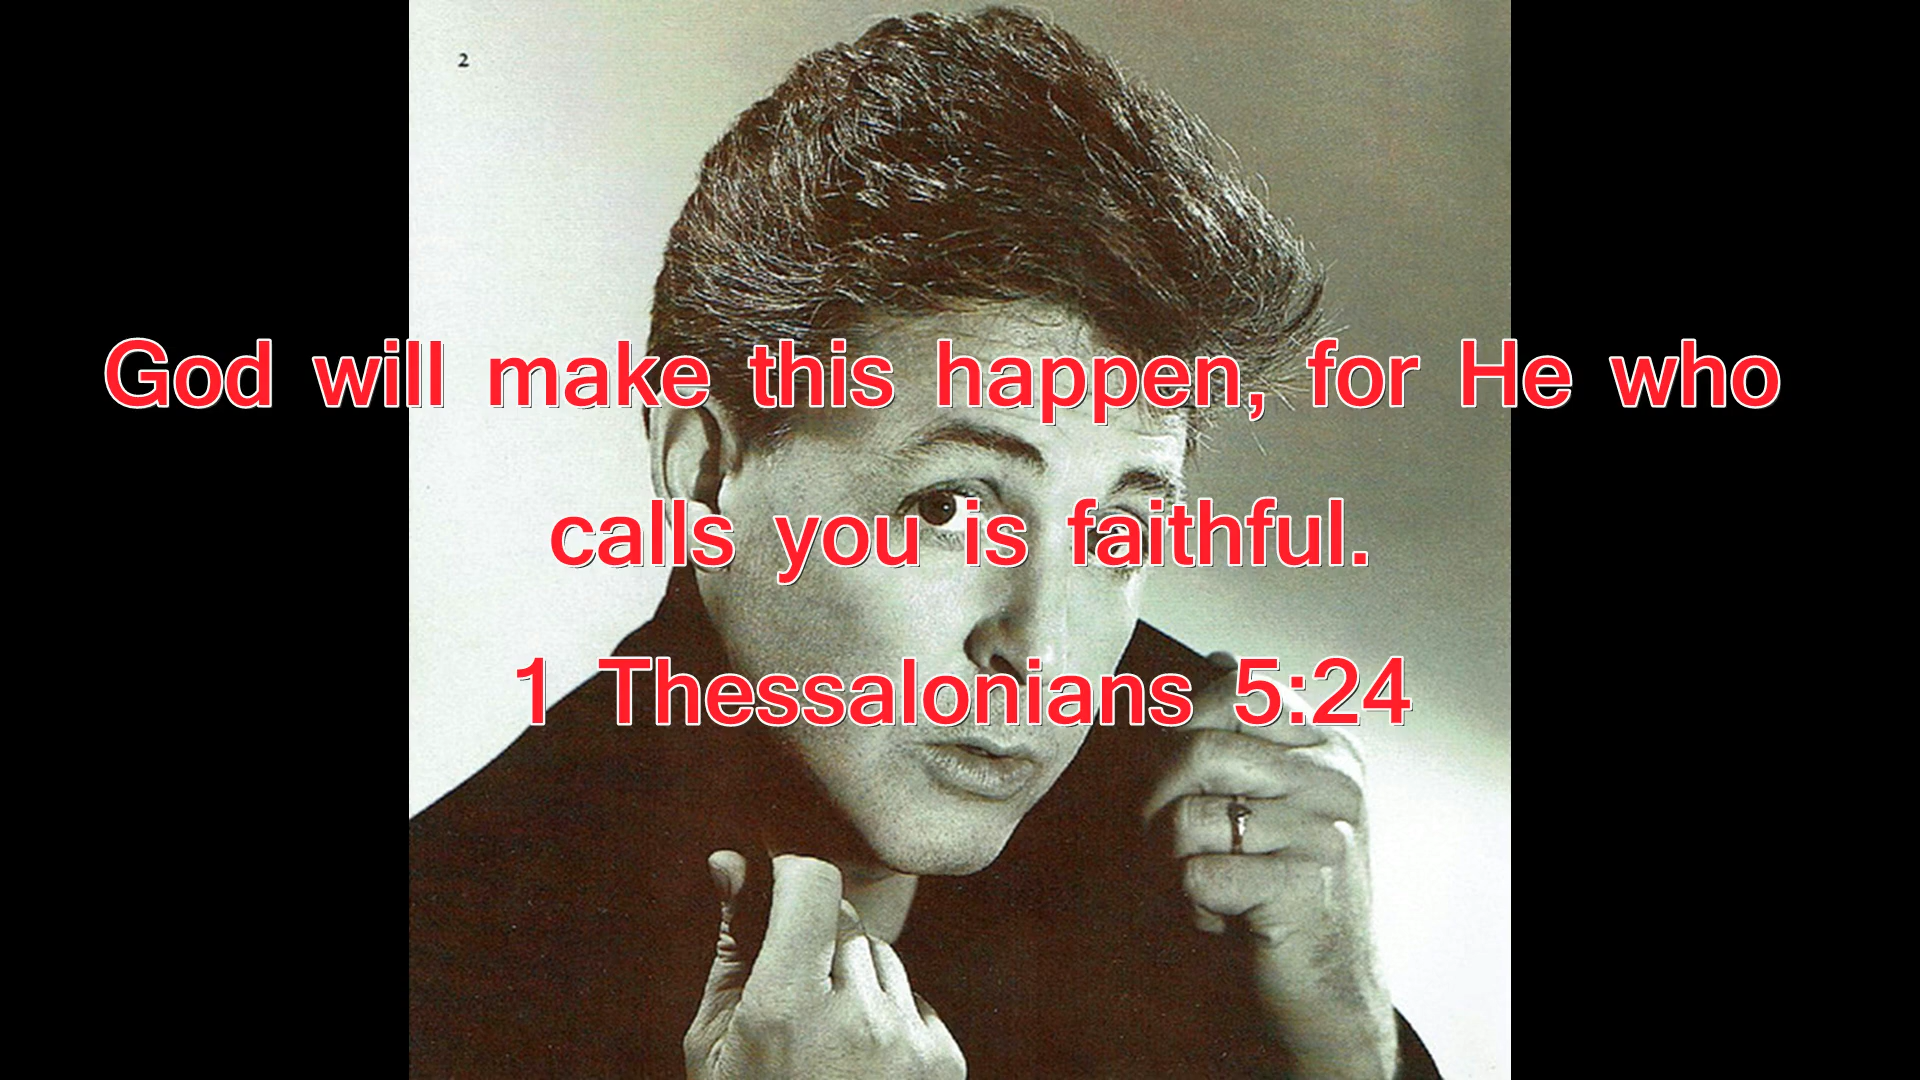 2
God will make this happen, for He who
calls you is faithful.
1 Thessalonians 5:24